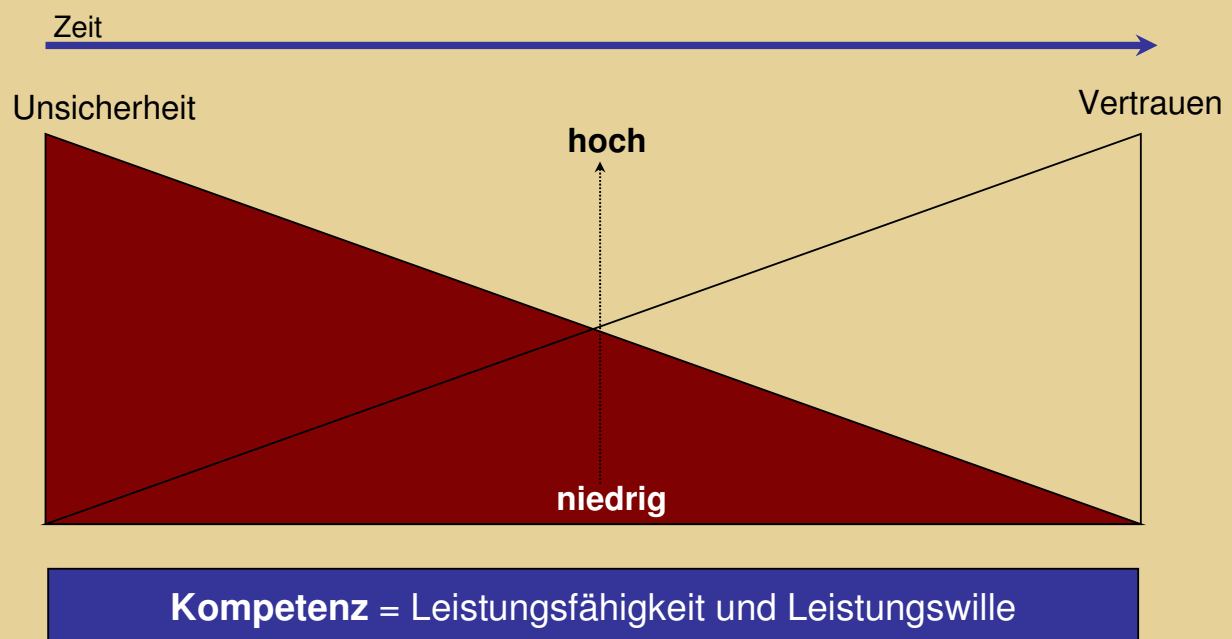 Zeit
Unsicherheit
Vertrauen
hoch
niedrig
Kompetenz = Leistungsfähigkeit und Leistungswille